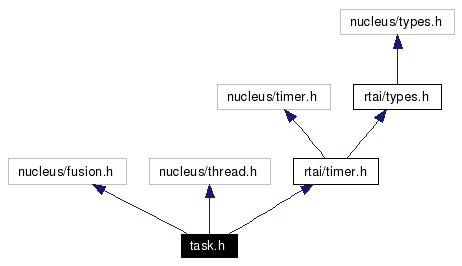 nucleus/types.h
nucleus/timer.h
rtai/types.h
nucleus/fusion.h
nucleus/thread.h
rtai/timer.h
task.h